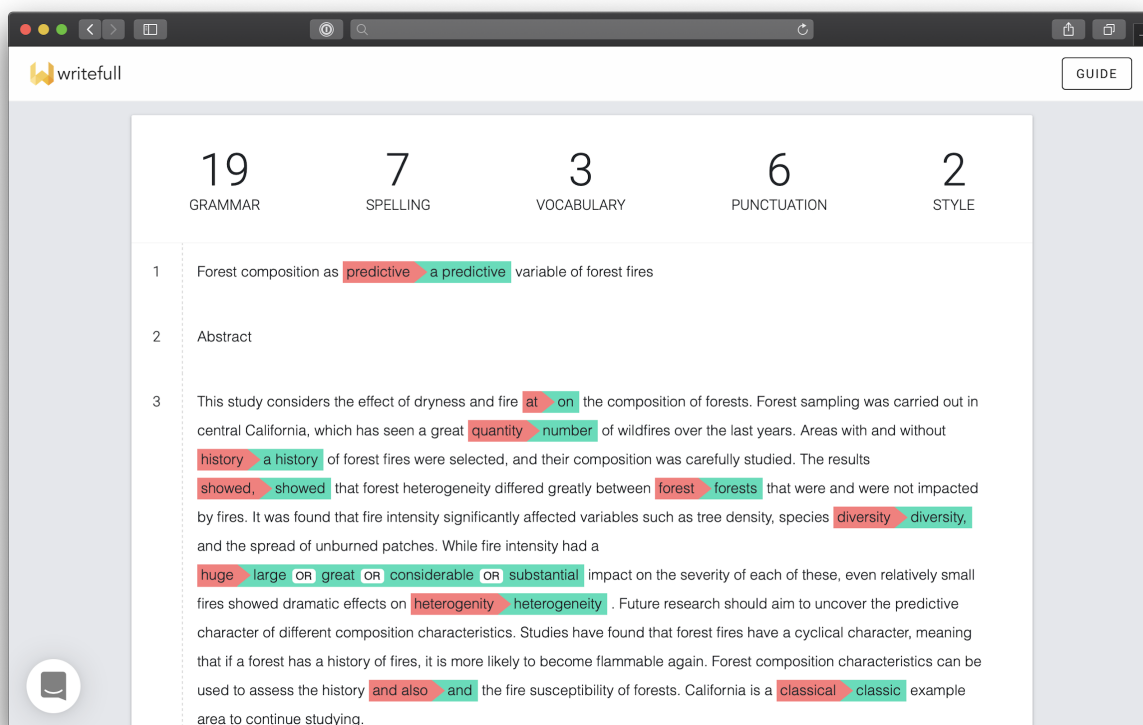 writefull
GUIDE
19 7 3 6 2
GRAMMAR SPELLING VOCABULARY PUNCTUATION STYLE
1 Forest composition as predictive a predictive variable of forest fires
2 Abstract
3 This study considers the effect of dryness and fire at on the composition of forests. Forest sampling was carried out in
central California, which has seen a great quantity number of wildfires over the last years. Areas with and without
history a history of forest fires were selected, and their composition was carefully studied. The results
showed, showed that forest heterogeneity differed greatly between forest forests that were and were not impacted
by fires. It was found that fire intensity significantly affected variables such as tree density, species diversity diversity,
and the spread of unburned patches. While fire intensity had a
huge large OR great OR considerable OR substantial impact on the severity of each of these, even relatively small
fires showed dramatic effects on heterogenity heterogeneity . Future research should aim to uncover the predictive
character of different composition characteristics. Studies have found that forest fires have a cyclical character, meaning
that if a forest has a history of fires, it is more likely to become flammable again. Forest composition characteristics can be
used to assess the history and also and the fire susceptibility of forests. California is a classical classic example
area to continue studying.